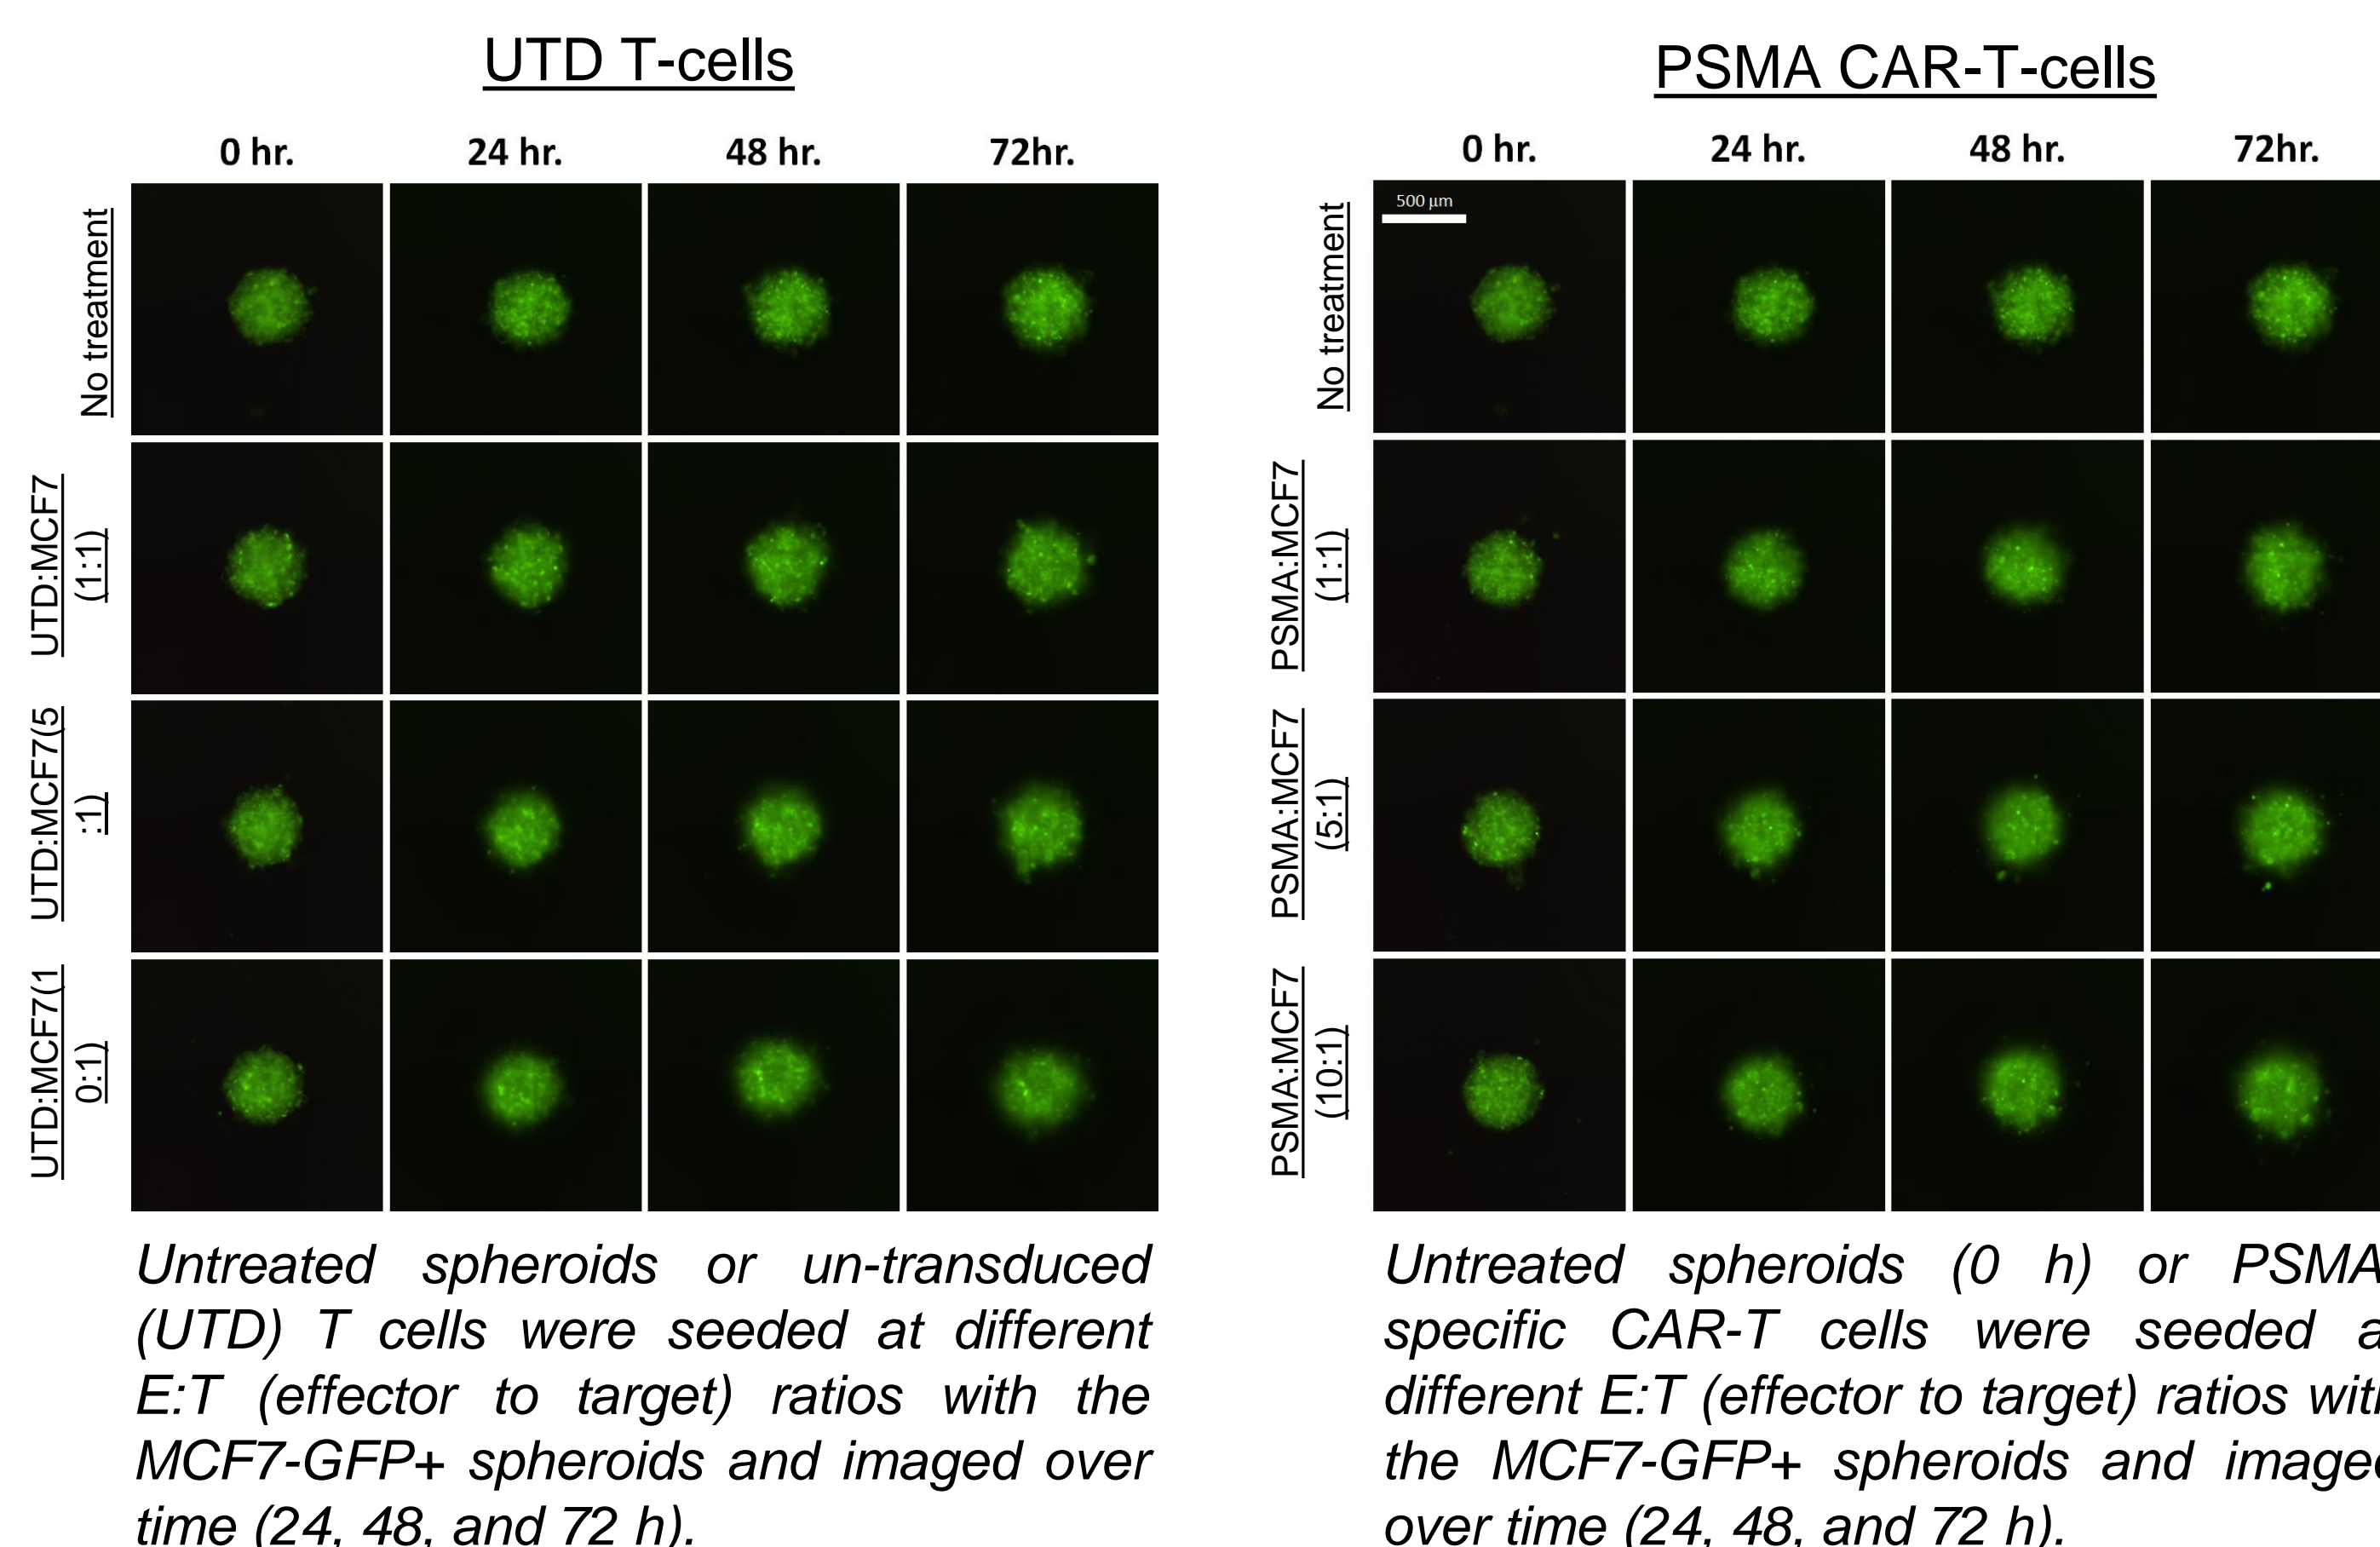 UTD T-cells
0 hr. 24 hr. 48 hr. 72hr.
No treatment
UTD:MCF7
(1:1)
UTD:MCF7(5
:1)
UTD:MCF7(1
0:1)
Untreated spheroids or un-transduced
(UTD) T cells were seeded at different
E:T (effector to target) ratios with the
MCF7-GFP+ spheroids and imaged over
time (24, 48, and 72 h).
PSMA CAR-T-cells
0 hr. 24 hr. 48 hr. 72hr.
500 µm
No treatment
PSMA:MCF7
(1:1)
PSMA:MCF7
(5:1)
PSMA:MCF7
(10:1)
Untreated spheroids (0 h) or PSMA
specific CAR-T cells were seeded
different E:T (effector to target) ratios
the MCF7-GFP+ spheroids and
over time (24, 48, and 72 h).